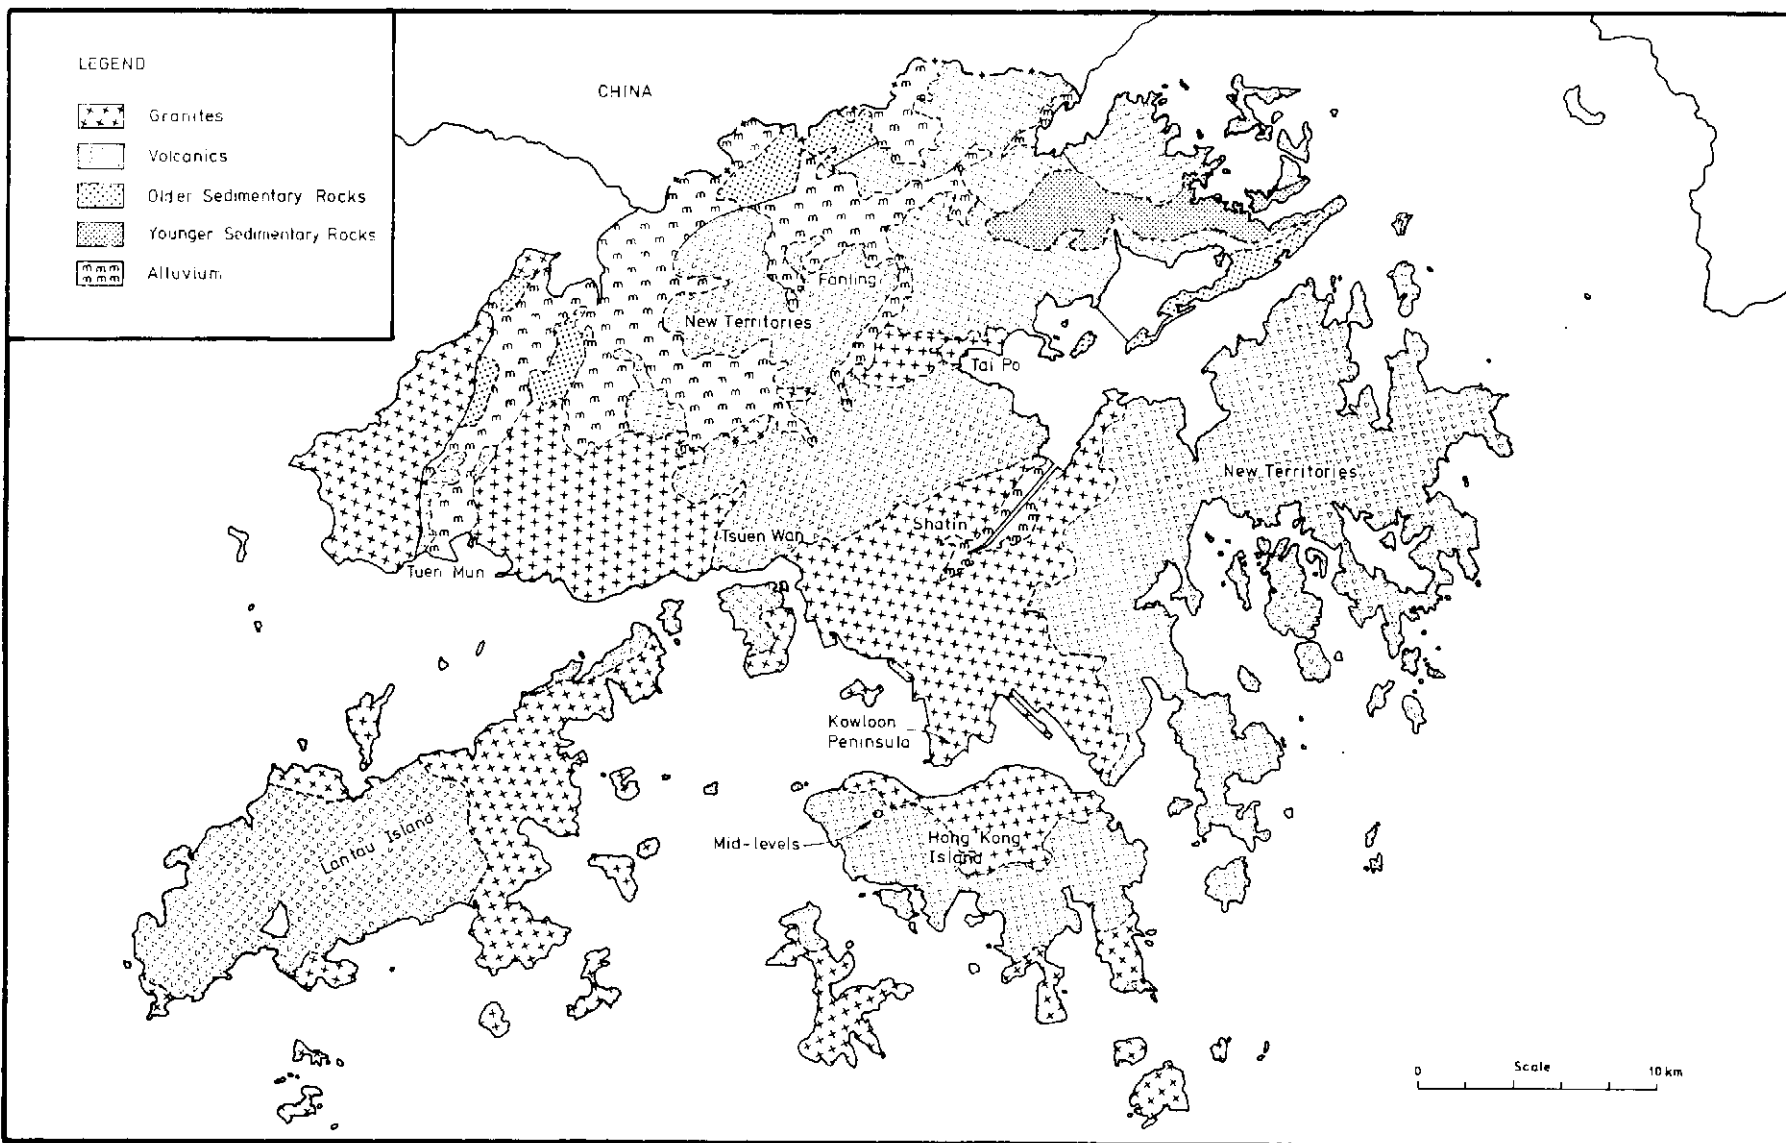 LEGEND
Granites
Volcanics
Older Sedimentary Rocks
Younger Sedimentary Rocks
Alluvium
CHINA
Fanling
New Territories
Tai Po
New Territories
Shatin
Tsuen Wan
Tuen Mun
Kowloon
Peninsula
Lantau Island
Mid-levels
Hong Kong
Island
Scale
0
10 km